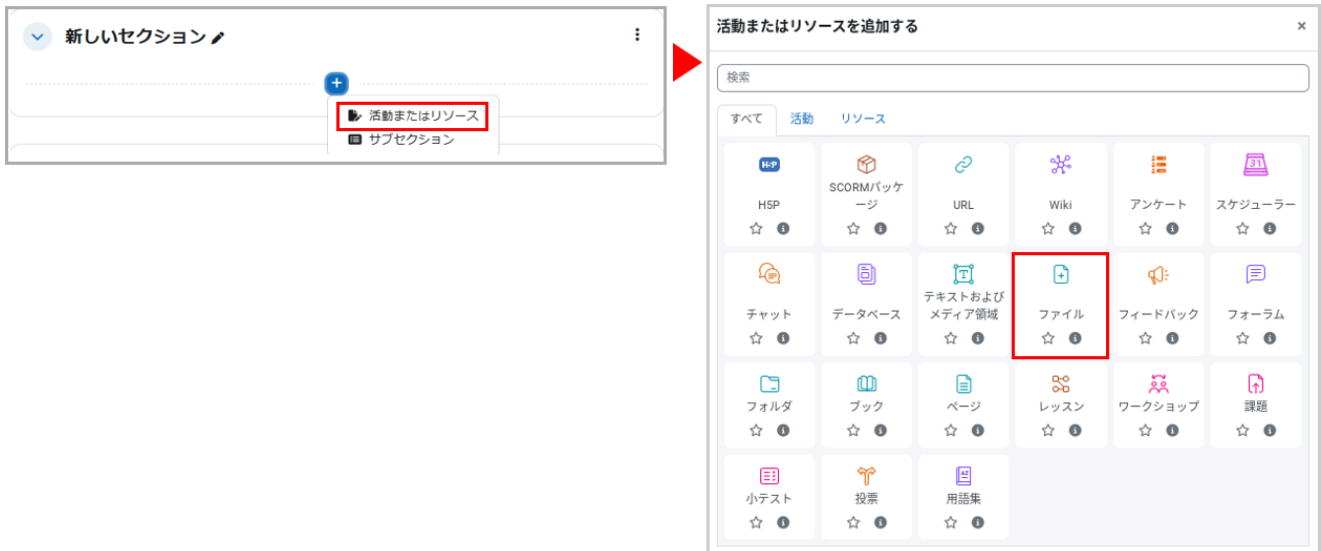 新しいセクション
活動またはリソース
サブセクション
活動またはリソースを追加する
×
検索
すべて 活動 リソース
H5P
H5P
SCORMパッケ
ージ
URL
Wiki
アンケート
31
スケジューラー
チャット
データベース
T
テキストおよび
メディア領域
ファイル
フィードバック
フォーラム
フォルダ
ブック
ページ
レッスン
ワークショップ
課題
小テスト
投票
AZ
用語集